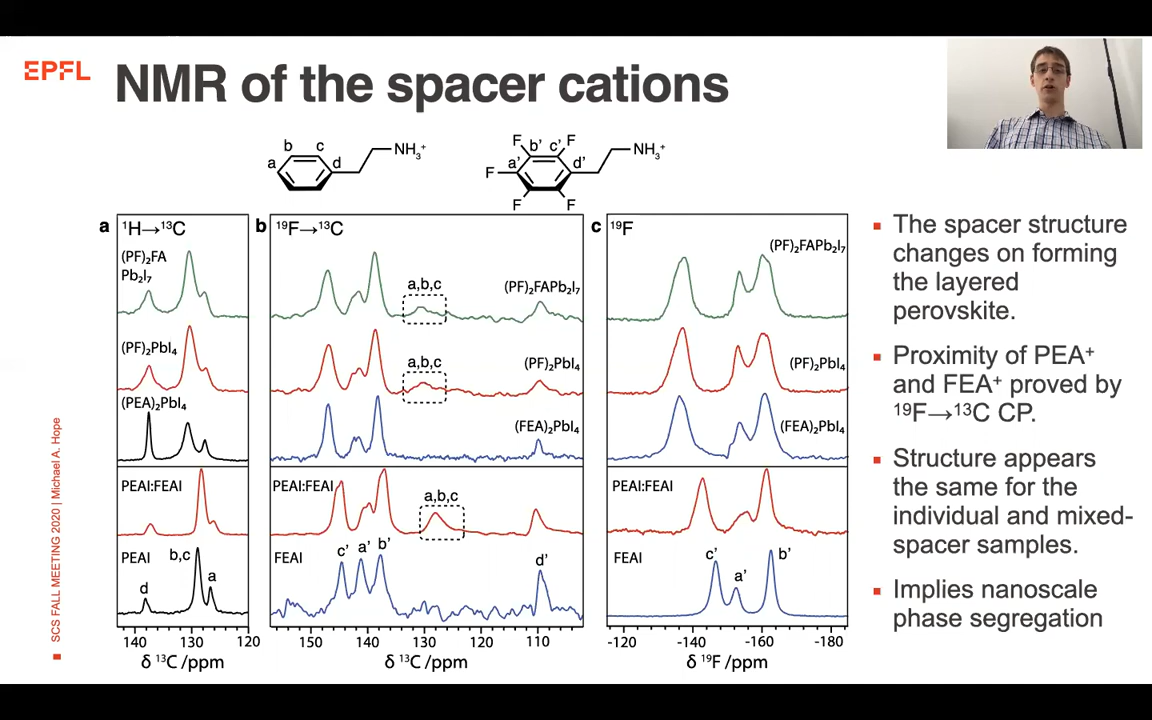 EPFL
NMR of the spacer cations
b c
a d
NH₃⁺
F b' c' F
F a' d'
F F
NH₃⁺
a ¹H→¹³C
(PF)₂FA
Pb₂I₇
(PF)₂PbI₄
(PEA)₂PbI₄
PEAI:FEAI
PEAI b,c
d a
140 130 120
δ ¹³C /ppm
b ¹⁹F→¹³C
a,b,c
(PF)₂FAPb₂I₇
a,b,c
(PF)₂PbI₄
(FEA)₂PbI₄
PEAI:FEAI
a,b,c
FEAI c' a' b' d'
150 140 130 120 110
δ ¹³C /ppm
c ¹⁹F
(PF)₂FAPb₂I₇
(PF)₂PbI₄
(FEA)₂PbI₄
PEAI:FEAI
FEAI c' a' b'
-120 -140 -160 -180
δ ¹⁹F /ppm
▪ The spacer structure
changes on forming
the layered
perovskite.
▪ Proximity of PEA⁺
and FEA⁺ proved by
¹⁹F→¹³C CP.
▪ Structure appears
the same for the
individual and mixed-
spacer samples.
▪ Implies nanoscale
phase segregation
▪ SCS FALL MEETING 2020 | Michael A. Hope